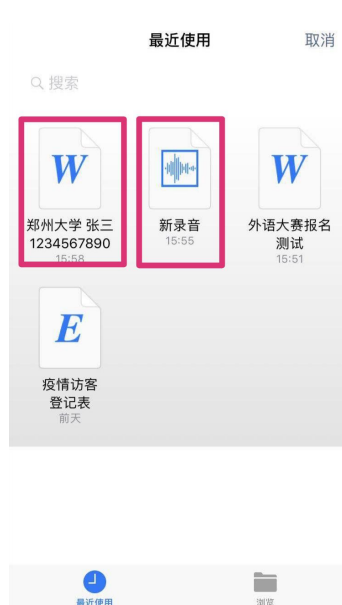 最近使用
取消
搜索
W
W
郑州大学 张三
1234567890
15:58
新录音
15:55
外语大赛报名
测试
15:51
E
疫情访客
登记表
前天
最近使用
浏览